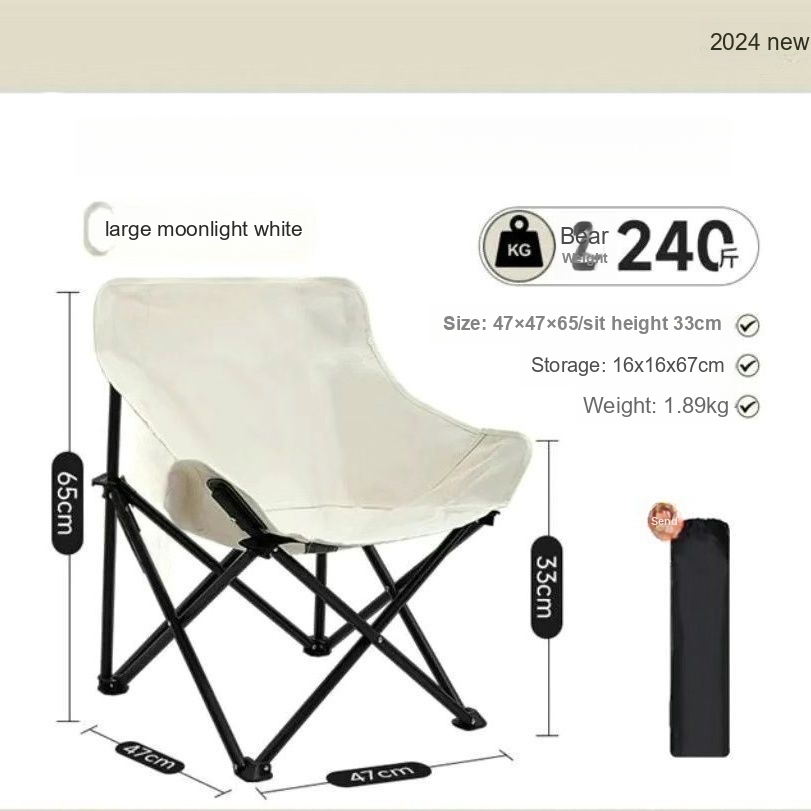 2024 new
large moonlight white
KG
Bear
Weight
240斤
Size: 47×47×65/sit height 33cm
Storage: 16x16x67cm
Weight: 1.89kg
65cm
33cm
Send
47cm
47cm